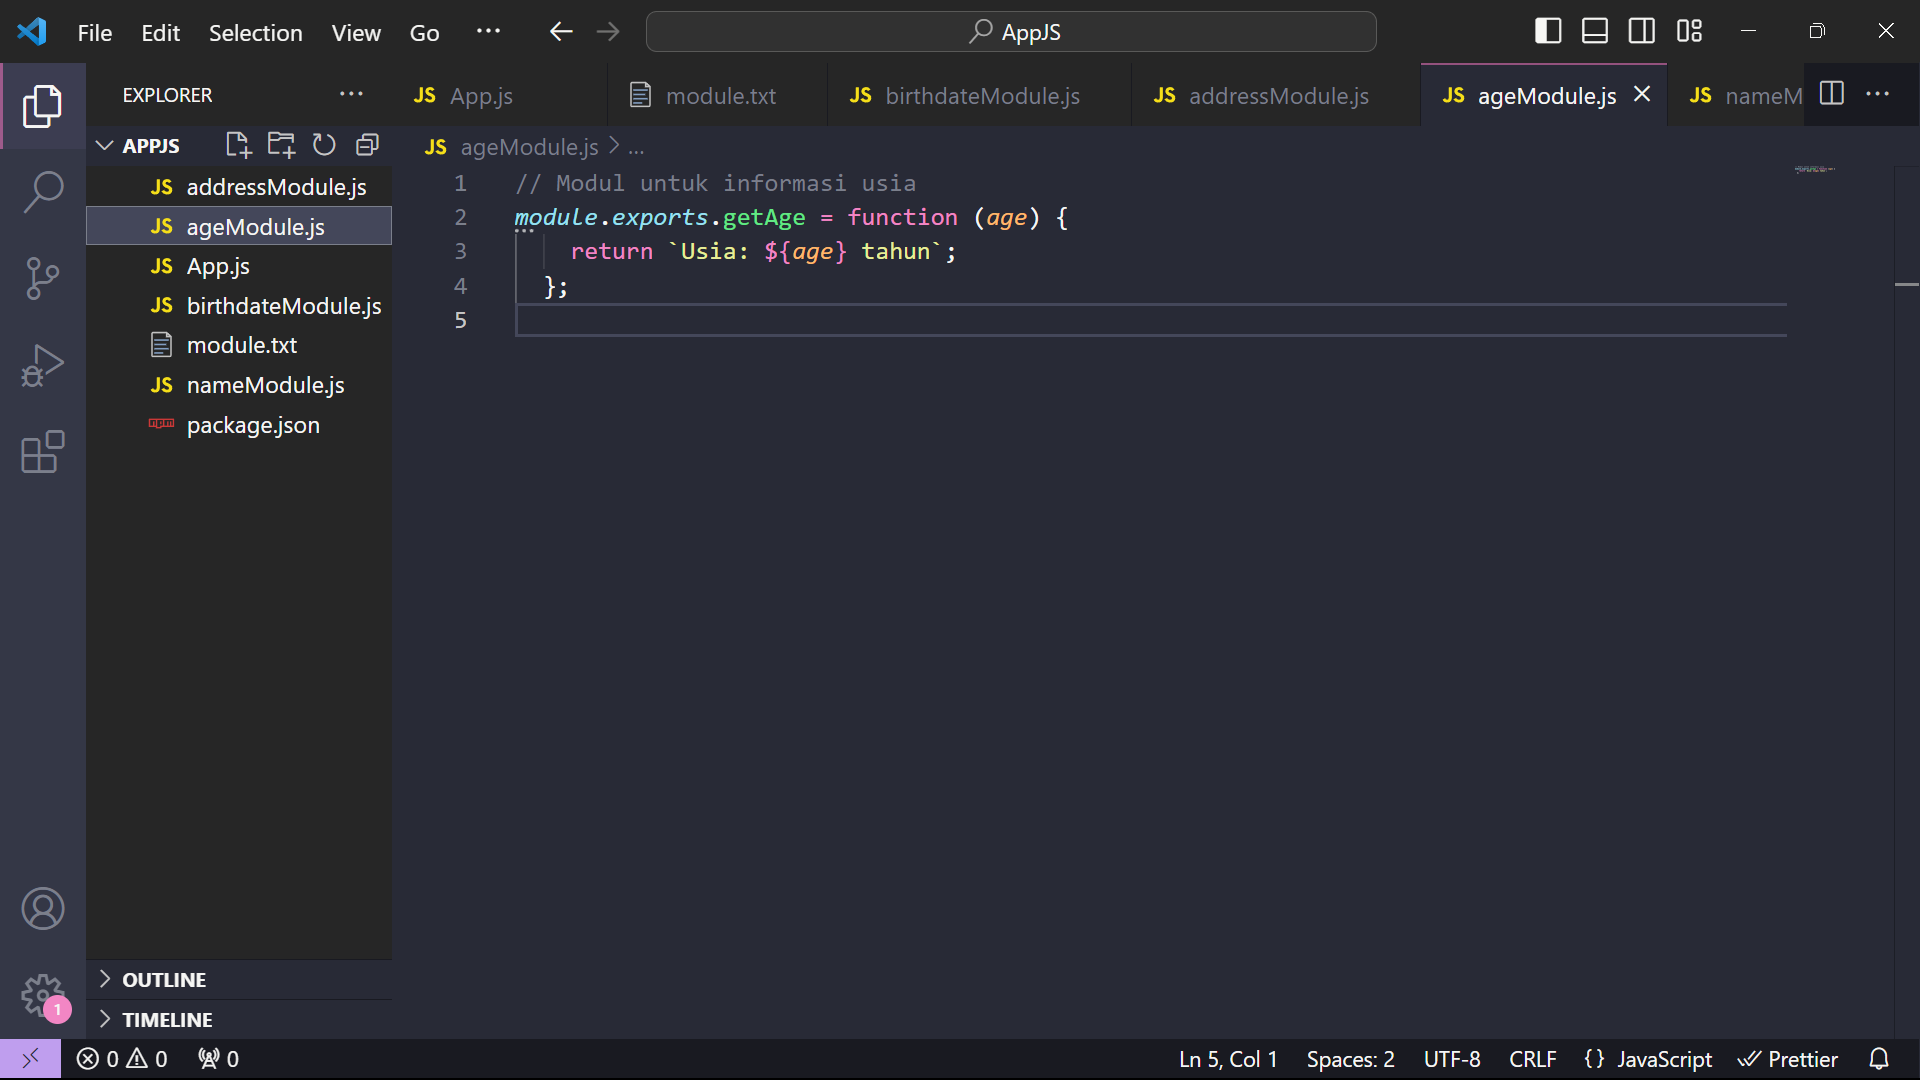 File Edit Selection View Go ··· AppJS
EXPLORER ···
JS App.js module.txt JS birthdateModule.js JS addressModule.js JS ageModule.js JS nameM ···
APPJS
JS ageModule.js > ...
JS addressModule.js
JS ageModule.js
JS App.js
JS birthdateModule.js
module.txt
JS nameModule.js
npm package.json
1 // Modul untuk informasi usia
2 module.exports.getAge = function (age) {
3 return `Usia: ${age} tahun`;
4 };
5
OUTLINE
TIMELINE
1
0 0 0 Ln 5, Col 1 Spaces: 2 UTF-8 CRLF {} JavaScript Prettier